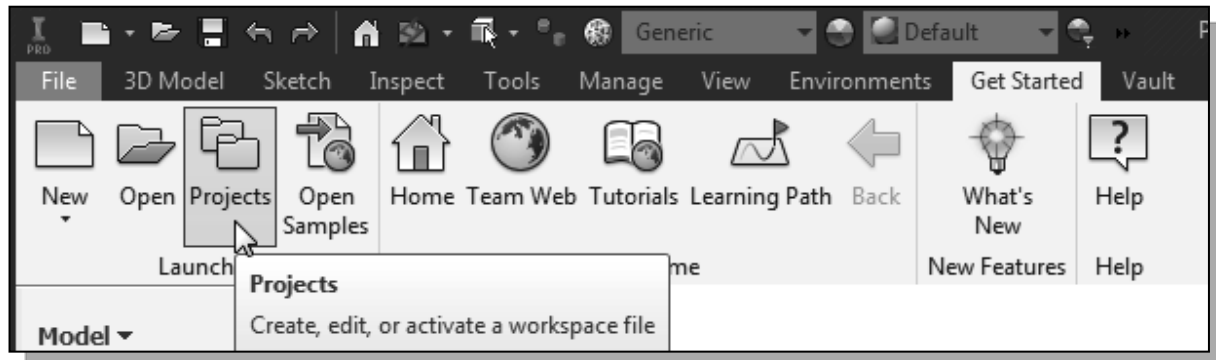 I
PRO
Generic
Default
P
File 3D Model Sketch Inspect Tools Manage View Environments Get Started Vault
New Open Projects Open Samples Home Team Web Tutorials Learning Path Back What's New Help
Launch me New Features Help
Projects
Create, edit, or activate a workspace file
Model